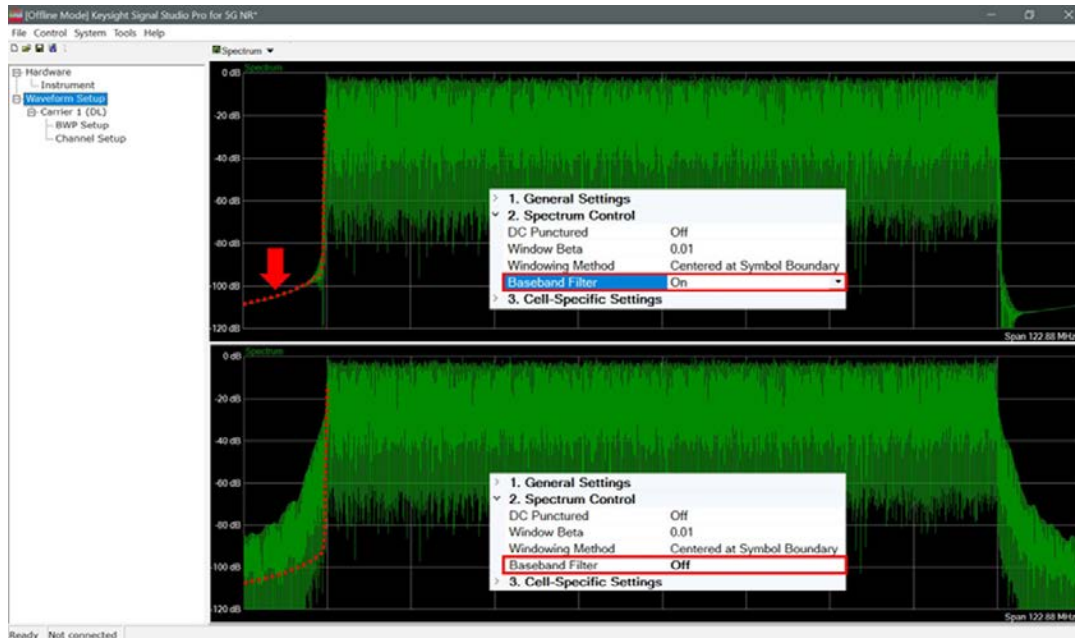 [Offline Mode] Keysight Signal Studio Pro for 5G NR*
File Control System Tools Help
Spectrum
Hardware
Instrument
Waveform Setup
Carrier 1 (DL)
BWP Setup
Channel Setup
Spectrum
0 dB
-20 dB
-40 dB
-60 dB
-80 dB
-100 dB
-120 dB
1. General Settings
2. Spectrum Control
DC Punctured Off
Window Beta 0.01
Windowing Method Centered at Symbol Boundary
Baseband Filter On
3. Cell-Specific Settings
Span 122.88 MHz
Spectrum
0 dB
-20 dB
-40 dB
-60 dB
-80 dB
-100 dB
-120 dB
1. General Settings
2. Spectrum Control
DC Punctured Off
Window Beta 0.01
Windowing Method Centered at Symbol Boundary
Baseband Filter Off
3. Cell-Specific Settings
Span 122.88 MHz
Ready Not connected